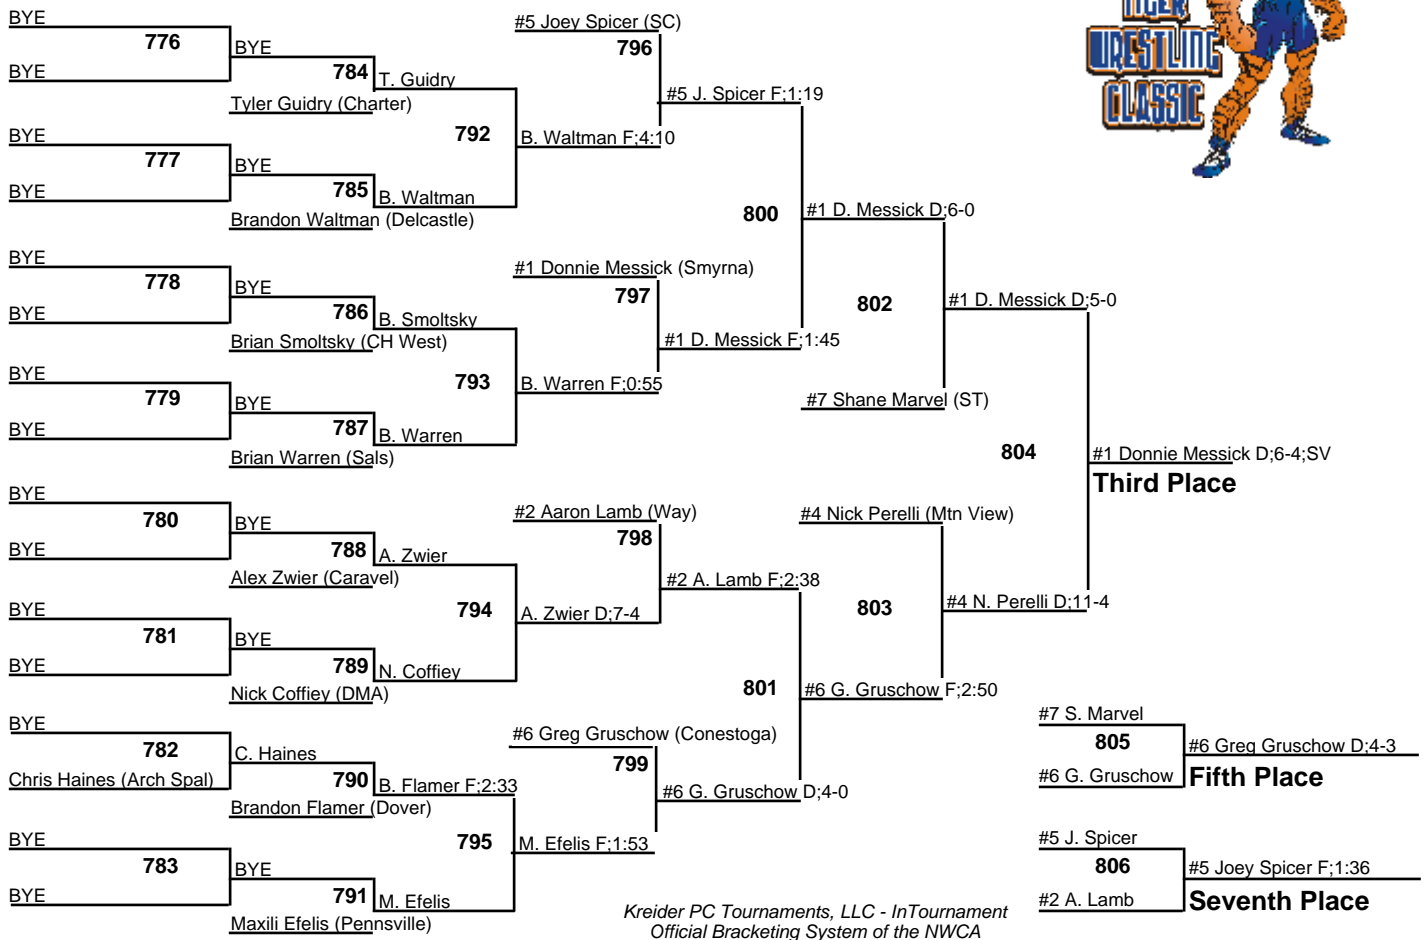 BYE
776
BYE
BYE
784
T. Guidry
Tyler Guidry (Charter)
792
BYE
777
BYE
BYE
785
B. Waltman
Brandon Waltman (Delcastle)
BYE
778
BYE
BYE
786
B. Smoltsky
Brian Smoltsky (CH West)
793
BYE
779
BYE
BYE
787
B. Warren
Brian Warren (Sals)
BYE
780
BYE
BYE
788
A. Zwier
Alex Zwier (Caravel)
794
BYE
781
BYE
BYE
789
N. Coffiey
Nick Coffiey (DMA)
BYE
782
C. Haines
Chris Haines (Arch Spal)
790
B. Flamer F;2:33
Brandon Flamer (Dover)
795
BYE
783
BYE
BYE
791
M. Efelis
Maxili Efelis (Pennsville)
#5 Joey Spicer (SC)
796
#5 J. Spicer F;1:19
B. Waltman F;4:10
800
#1 D. Messick D;6-0
#1 Donnie Messick (Smyrna)
797
#1 D. Messick F;1:45
B. Warren F;0:55
802
#1 D. Messick D;5-0
#7 Shane Marvel (ST)
804
#1 Donnie Messick D;6-4;SV
Third Place
#2 Aaron Lamb (Way)
798
#2 A. Lamb F;2:38
A. Zwier D;7-4
#4 Nick Perelli (Mtn View)
803
#4 N. Perelli D;11-4
801
#6 G. Gruschow F;2:50
#6 Greg Gruschow (Conestoga)
799
#6 G. Gruschow D;4-0
M. Efelis F;1:53
#7 S. Marvel
805
#6 Greg Gruschow D;4-3
#6 G. Gruschow
Fifth Place
#5 J. Spicer
806
#5 Joey Spicer F;1:36
#2 A. Lamb
Seventh Place
Kreider PC Tournaments, LLC - InTournament
Official Bracketing System of the NWCA
TIGER
WRESTLING
CLASSIC